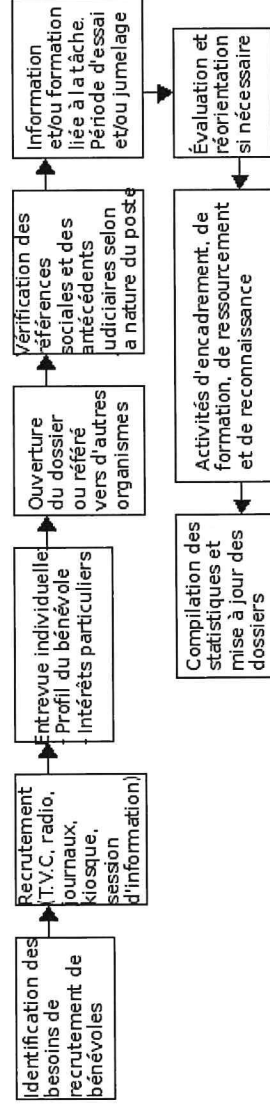 Identification des
besoins de
recrutement de
bénévoles
Recrutement
(T.V.C, radio,
journaux,
kiosque,
session
d'information)
Entrevue individuelle:
- Profil du bénévole
- Intérêts particuliers
Ouverture
du dossier
ou référé
vers d'autres
organismes
Vérification des
références
sociales et des
antécédents
judiciaires selon
la nature du poste
Information
et/ou formation
liée à la tâche.
Période d'essai
et/ou jumelage
Évaluation et
réorientation
si nécessaire
Activités d'encadrement, de
formation, de ressourcement
et de reconnaissance
Compilation des
statistiques et
mise à jour des
dossiers